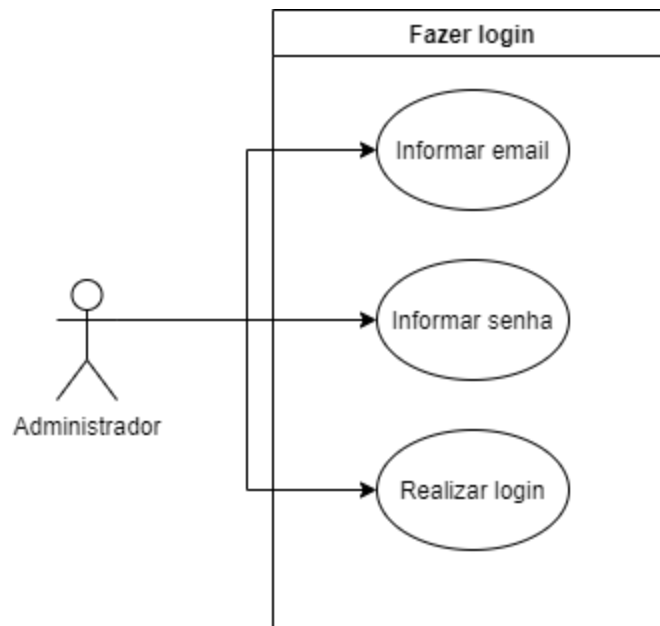 Fazer login
Informar email
Informar senha
Administrador
Realizar login